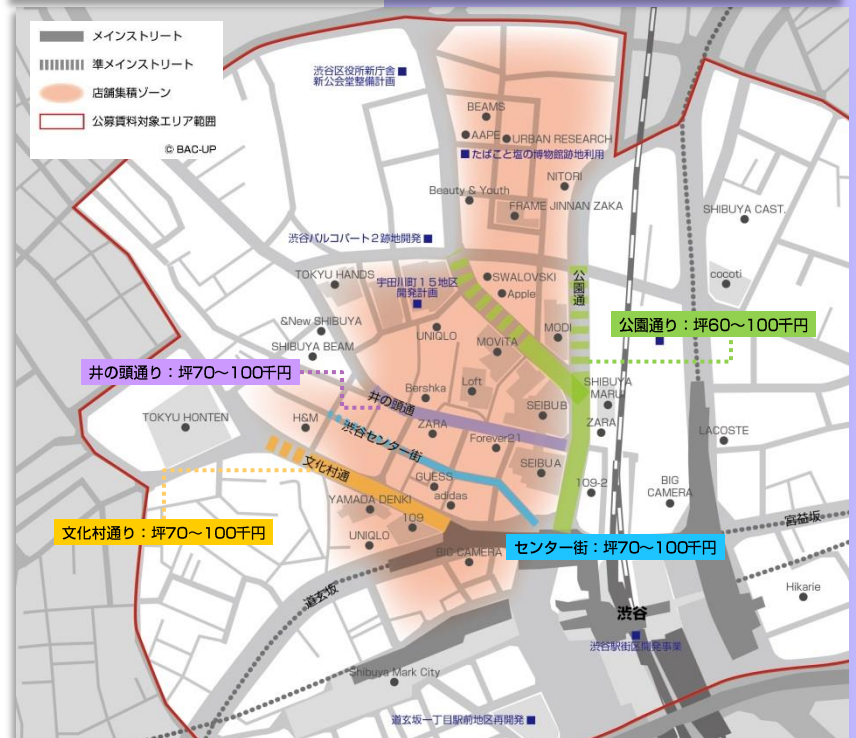 メインストリート
準メインストリート
店舗集積ゾーン
公募賃料対象エリア範囲
© BAC-UP
渋谷区役所新庁舎
新公会堂整備計画
BEAMS
AAPE
URBAN RESEARCH
たばこと塩の博物館跡地利用
NITORI
Beauty & Youth
FRAME JINNAN ZAKA
SHIBUYA CAST.
渋谷パルコパート2跡地開発
TOKYU HANDS
宇田川町15地区
開発計画
SWALOVSKI
Apple
公園通
cocoti
&New SHIBUYA
UNIQLO
MODI
公園通り：坪60～100千円
SHIBUYA BEAM
MOViTA
井の頭通り：坪70～100千円
Bershka
Loft
SHIBUYA
MARUI
井の頭通
SEIBU B
TOKYU HONTEN
H&M
ZARA
ZARA
LACOSTE
渋谷センター街
Forever21
文化村通
GUESS
SEIBU A
YAMADA DENKI
adidas
109-2
BIG
CAMERA
109
宮益坂
文化村通り：坪70～100千円
UNIQLO
BIG CAMERA
センター街：坪70～100千円
道玄坂
Hikarie
渋谷
渋谷駅街区開発事業
Shibuya Mark City
道玄坂一丁目駅前地区再開発